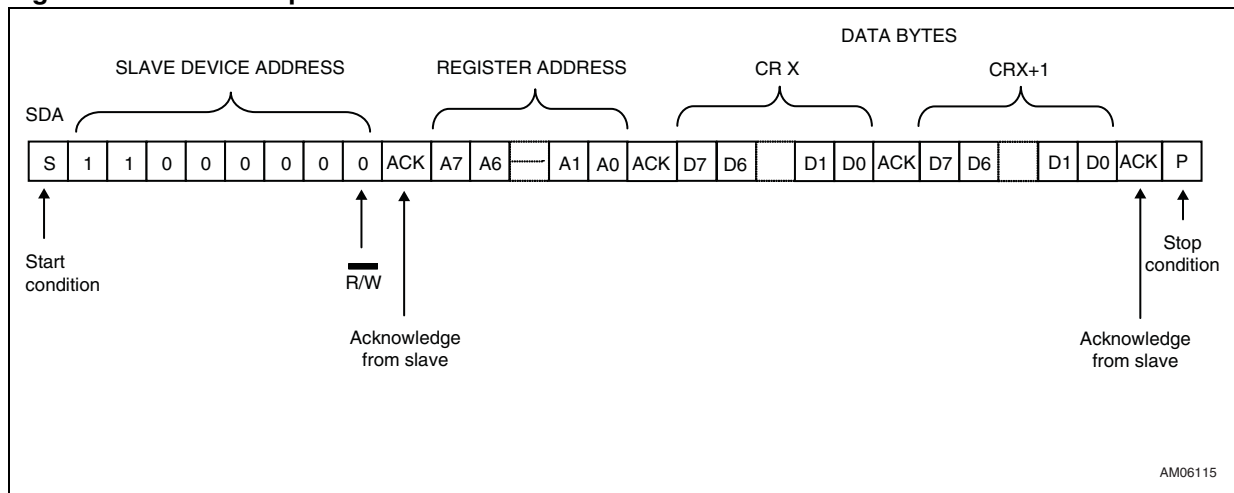 DATA BYTES
SLAVE DEVICE ADDRESS REGISTER ADDRESS CR X CRX+1
SDA
S 1 1 0 0 0 0 0 0 ACK A7 A6 A1 A0 ACK D7 D6 D1 D0 ACK D7 D6 D1 D0 ACK P
Start
condition
R/W
Acknowledge
from slave
Stop
condition
Acknowledge
from slave
AM06115